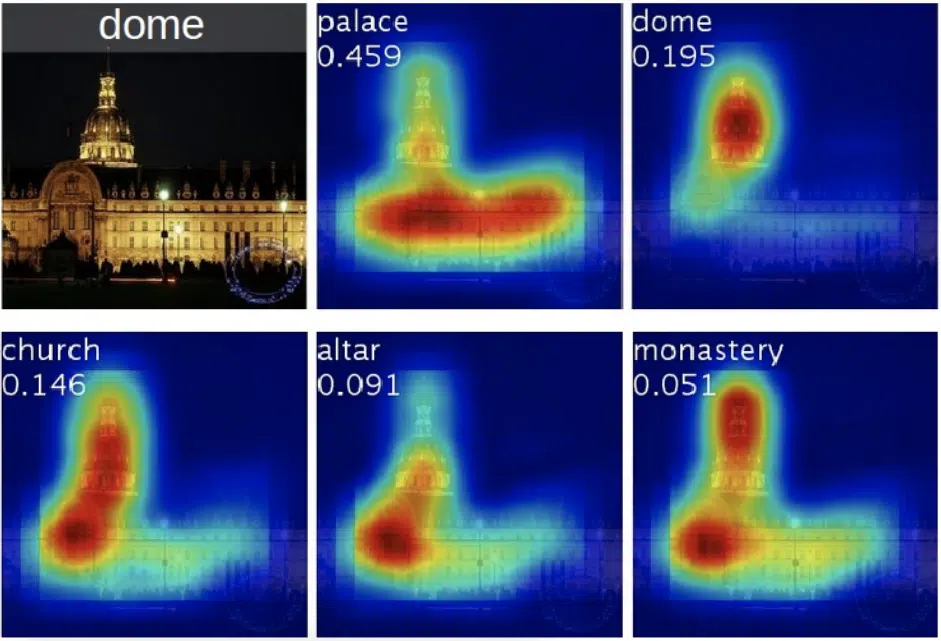 dome
palace
0.459
dome
0.195
church
0.146
altar
0.091
monastery
0.051